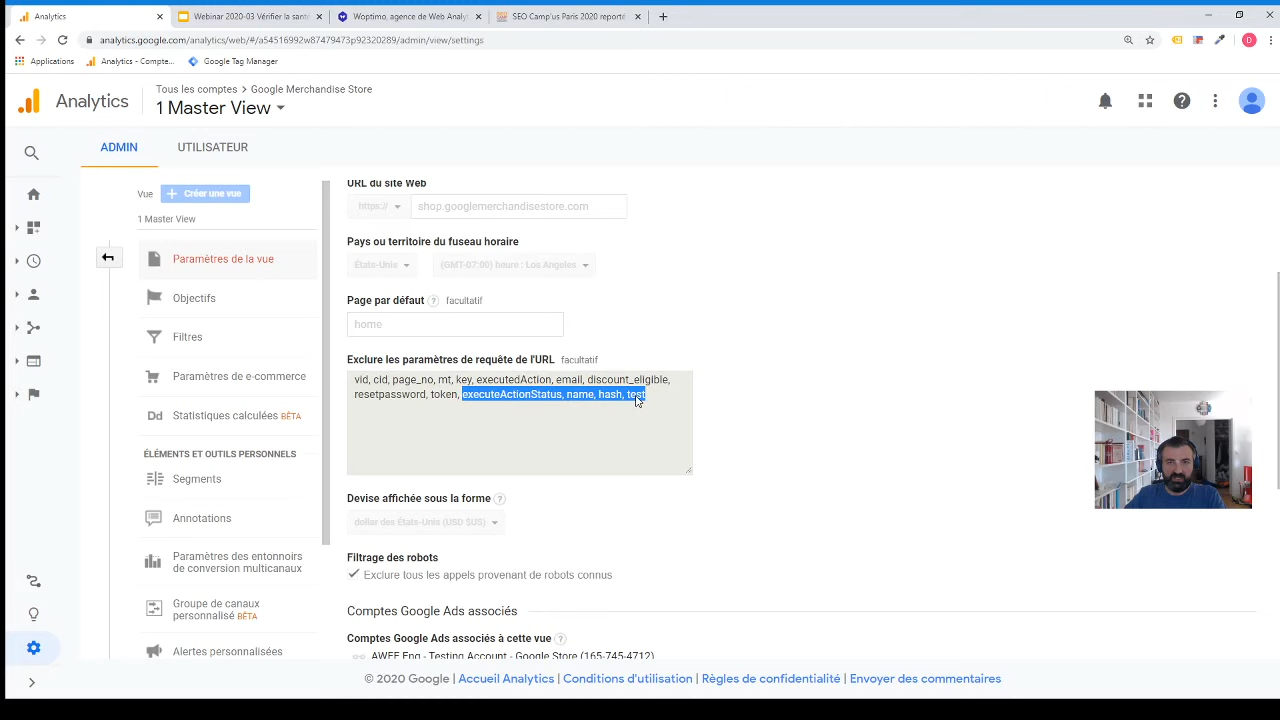 Analytics
Webinar 2020-03 Vérifier la sant
Woptimo, agence de Web Analy
SEO Camp'us Paris 2020 reporté
analytics.google.com/analytics/web/#/a54516992w87479473p92320289/admin/view/settings
Applications
Analytics - Compte...
Google Tag Manager
Analytics
Tous les comptes > Google Merchandise Store
1 Master View
ADMIN
UTILISATEUR
Vue
+ Créer une vue
1 Master View
Paramètres de la vue
Objectifs
Filtres
Paramètres de e-commerce
Dd
Statistiques calculées BÊTA
ÉLÉMENTS ET OUTILS PERSONNELS
Segments
Annotations
Paramètres des entonnoirs
de conversion multicanaux
Groupe de canaux
personnalisé BÊTA
Alertes personnalisées
URL du site Web
https://
shop.googlemerchandisestore.com
Pays ou territoire du fuseau horaire
États-Unis
(GMT-07:00) heure : Los Angeles
Page par défaut ? facultatif
home
Exclure les paramètres de requête de l'URL facultatif
vid, cid, page_no, mt, key, executedAction, email, discount_eligible,
resetpassword, token, executeActionStatus, name, hash, test
Devise affichée sous la forme ?
dollar des États-Unis (USD $US)
Filtrage des robots
Exclure tous les appels provenant de robots connus
Comptes Google Ads associés
Comptes Google Ads associés à cette vue ?
AWFE Eng - Testing Account - Google Store (165-745-4712)
© 2020 Google | Accueil Analytics | Conditions d'utilisation | Règles de confidentialité | Envoyer des commentaires